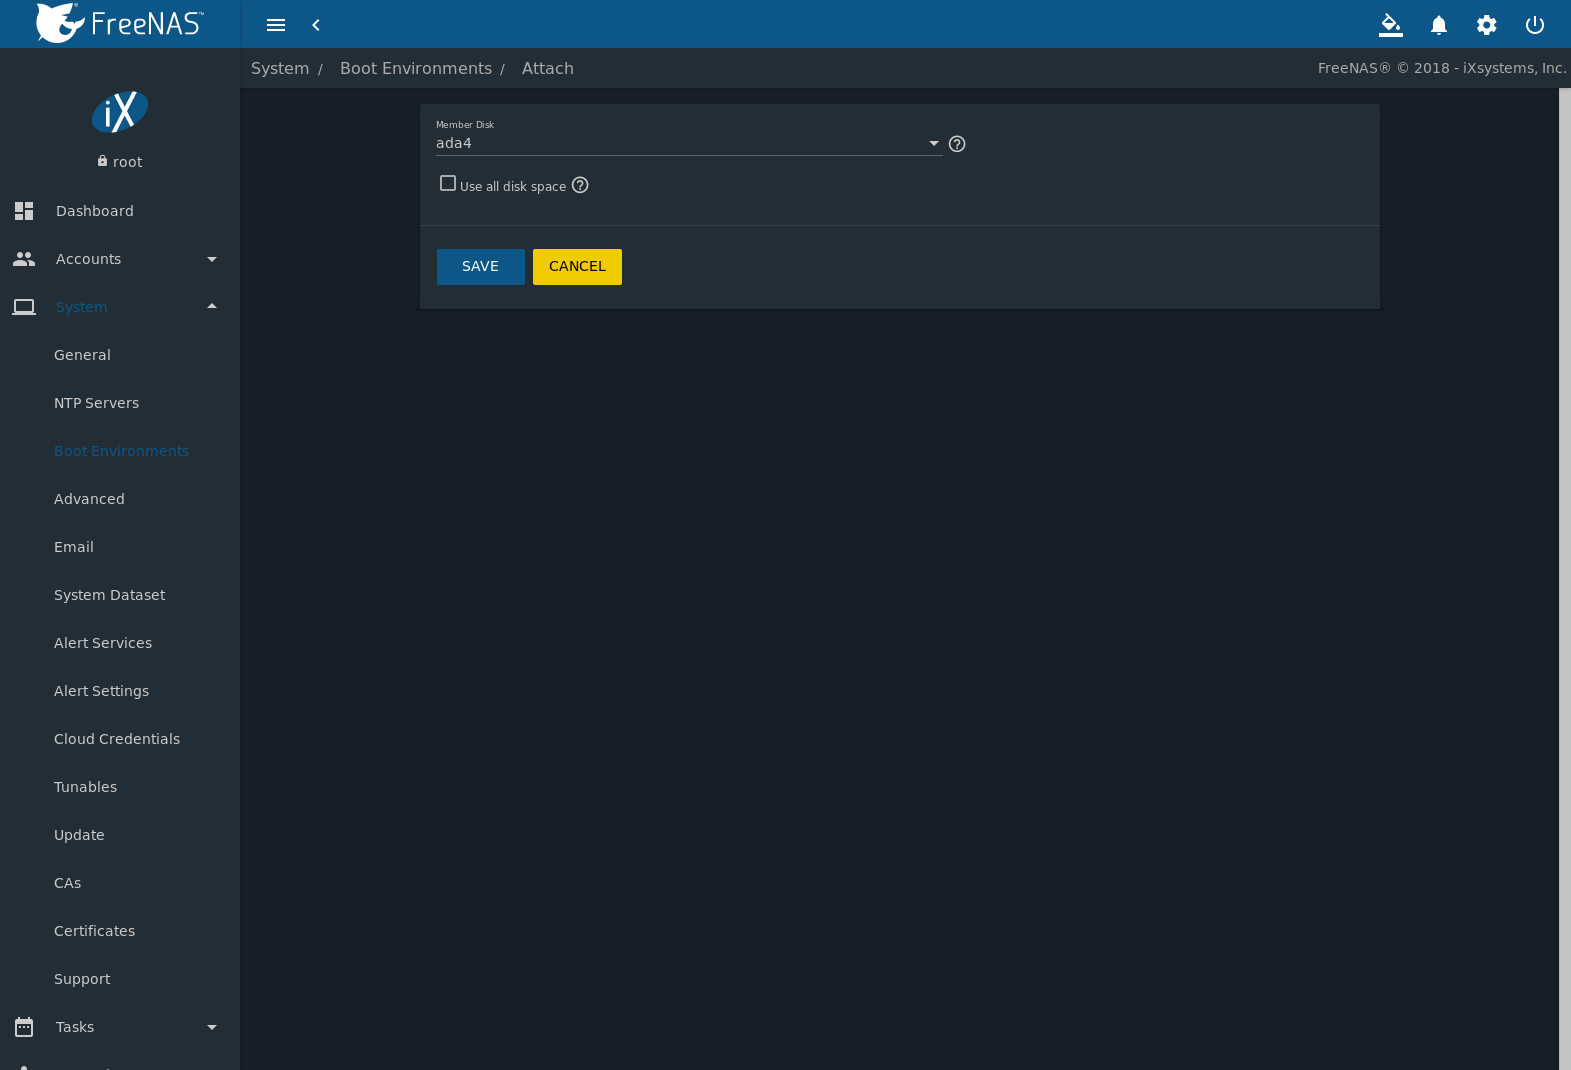 FreeNAS™
System / Boot Environments / Attach
FreeNAS® © 2018 - iXsystems, Inc.
iX
root
Dashboard
Accounts
System
General
NTP Servers
Boot Environments
Advanced
Email
System Dataset
Alert Services
Alert Settings
Cloud Credentials
Tunables
Update
CAs
Certificates
Support
Tasks
Member Disk
ada4
Use all disk space
SAVE CANCEL